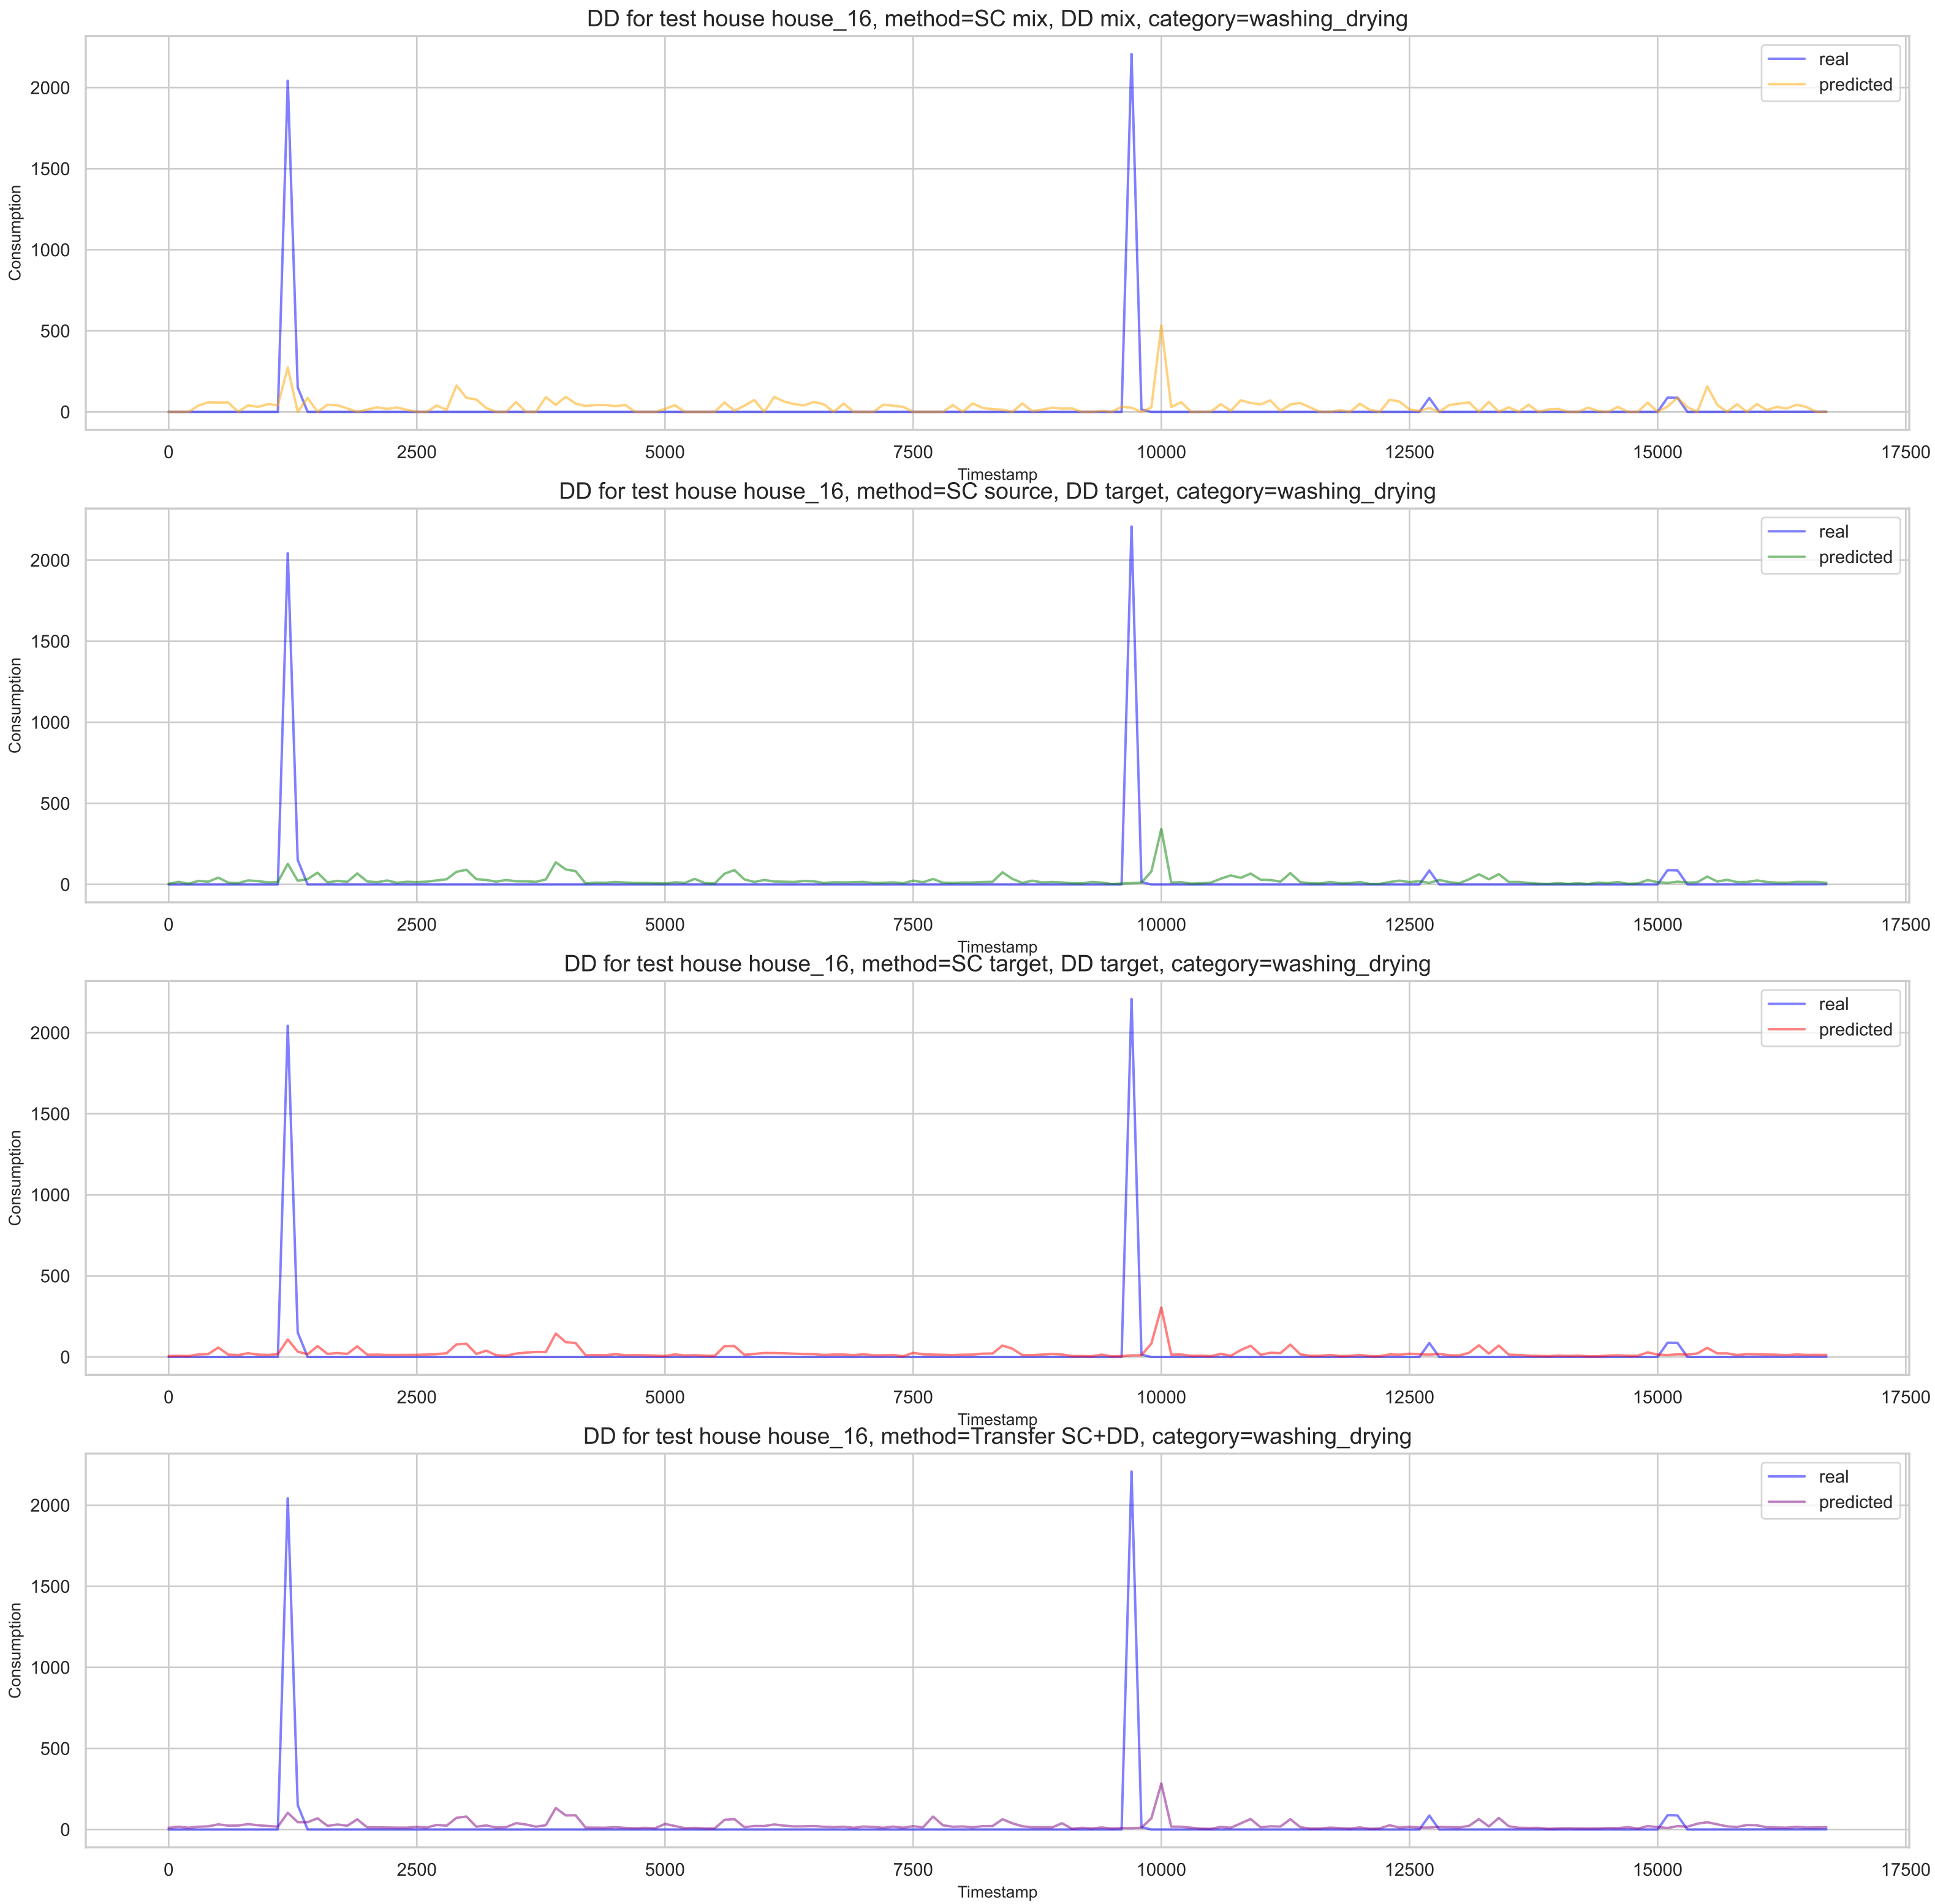 DD for test house house_16, method=SC mix, DD mix, category=washing_drying
real
predicted
2000
1500
1000
500
0
Consumption
0 2500 5000 7500 10000 12500 15000 17500
Timestamp
DD for test house house_16, method=SC source, DD target, category=washing_drying
real
predicted
2000
1500
1000
500
0
Consumption
0 2500 5000 7500 10000 12500 15000 17500
Timestamp
DD for test house house_16, method=SC target, DD target, category=washing_drying
real
predicted
2000
1500
1000
500
0
Consumption
0 2500 5000 7500 10000 12500 15000 17500
Timestamp
DD for test house house_16, method=Transfer SC+DD, category=washing_drying
real
predicted
2000
1500
1000
500
0
Consumption
0 2500 5000 7500 10000 12500 15000 17500
Timestamp